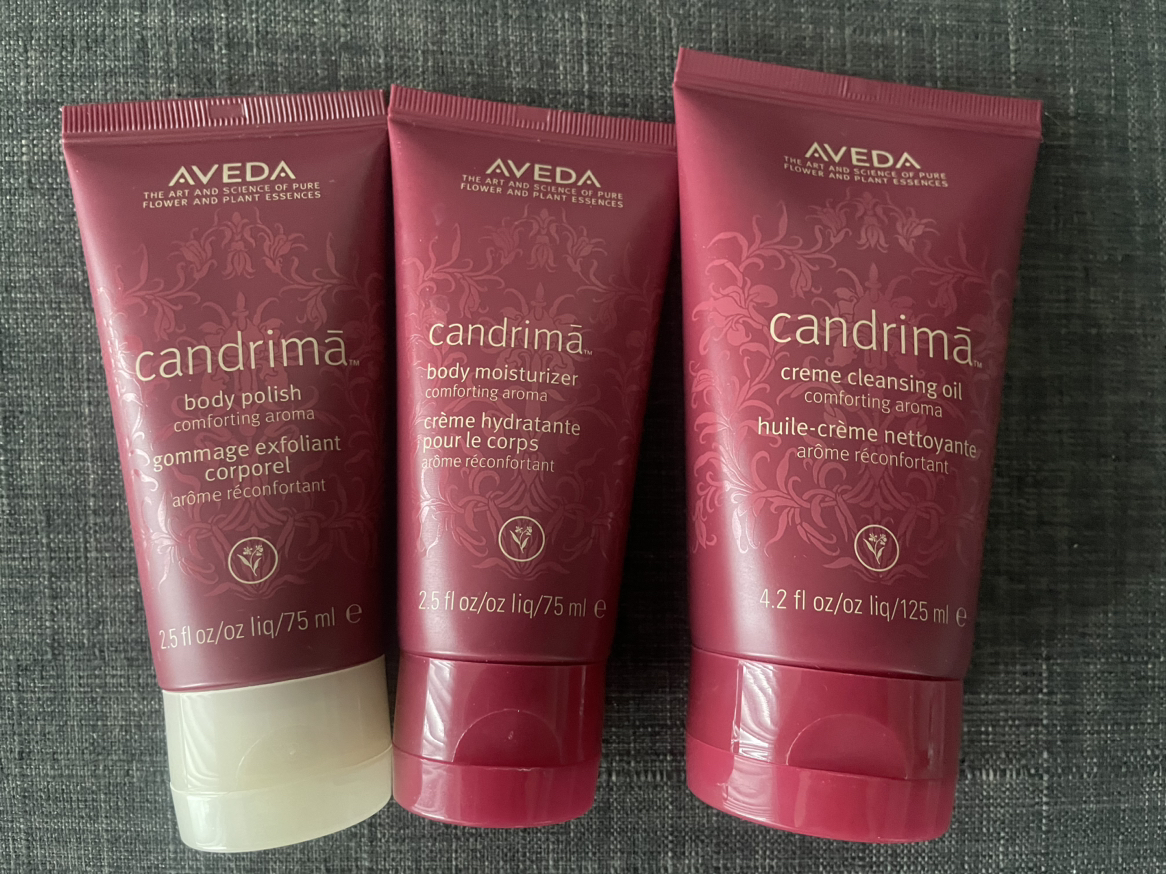 AVEDA
THE ART AND SCIENCE OF PURE
FLOWER AND PLANT ESSENCES
candrimā™
body polish
comforting aroma
gommage exfoliant
corporel
arôme réconfortant
2.5 fl oz/oz liq/75 ml ℮
AVEDA
THE ART AND SCIENCE OF PURE
FLOWER AND PLANT ESSENCES
candrimā™
body moisturizer
comforting aroma
crème hydratante
pour le corps
arôme réconfortant
2.5 fl oz/oz liq/75 ml ℮
AVEDA
THE ART AND SCIENCE OF PURE
FLOWER AND PLANT ESSENCES
candrimā™
creme cleansing oil
comforting aroma
huile-crème nettoyante
arôme réconfortant
4.2 fl oz/oz liq/125 ml ℮